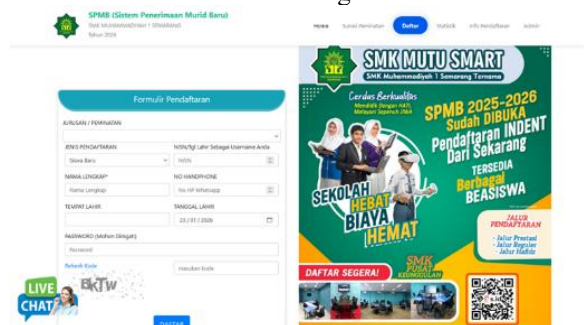 SPMB (Sistem Penerimaan Murid Baru)
SMK MUHAMMADIYAH 1 SEMARANG
Tahun 2026
Home Survei Peminatan Daftar Statistik Info Pendaftaran Admin
Formulir Pendaftaran
JURUSAN / PEMINATAN
JENIS PENDAFTARAN NISN/Tgl Lahir Sebagai Username Anda
Siswa Baru NISN
NAMA LENGKAP* NO HANDPHONE
Nama Lengkap No HP Whatsapp
TEMPAT LAHIR TANGGAL LAHIR
23 / 01 / 2026
PASSWORD (Mohon Diingat)
Password
Refresh Kode
BkTw masukan kode
DAFTAR
LIVE
CHAT
SMK MUTU SMART
SMK Muhammadiyah 1 Semarang Ternama
Cerdas Berkualitas
Mendidik Dengan HATI,
Melayani Sepenuh JIWA
SPMB 2025-2026
Sudah DIBUKA
Pendaftaran INDENT
Dari Sekarang
TERSEDIA
Berbagai
BEASISWA
SEKOLAH
HEBAT
BIAYA
HEMAT
JALUR
PENDAFTARAN
- Jalur Prestasi
- Jalur Reguler
- Jalur Hafidz
SMK
PUSAT
KEUNGGULAN
DAFTAR SEGERA!